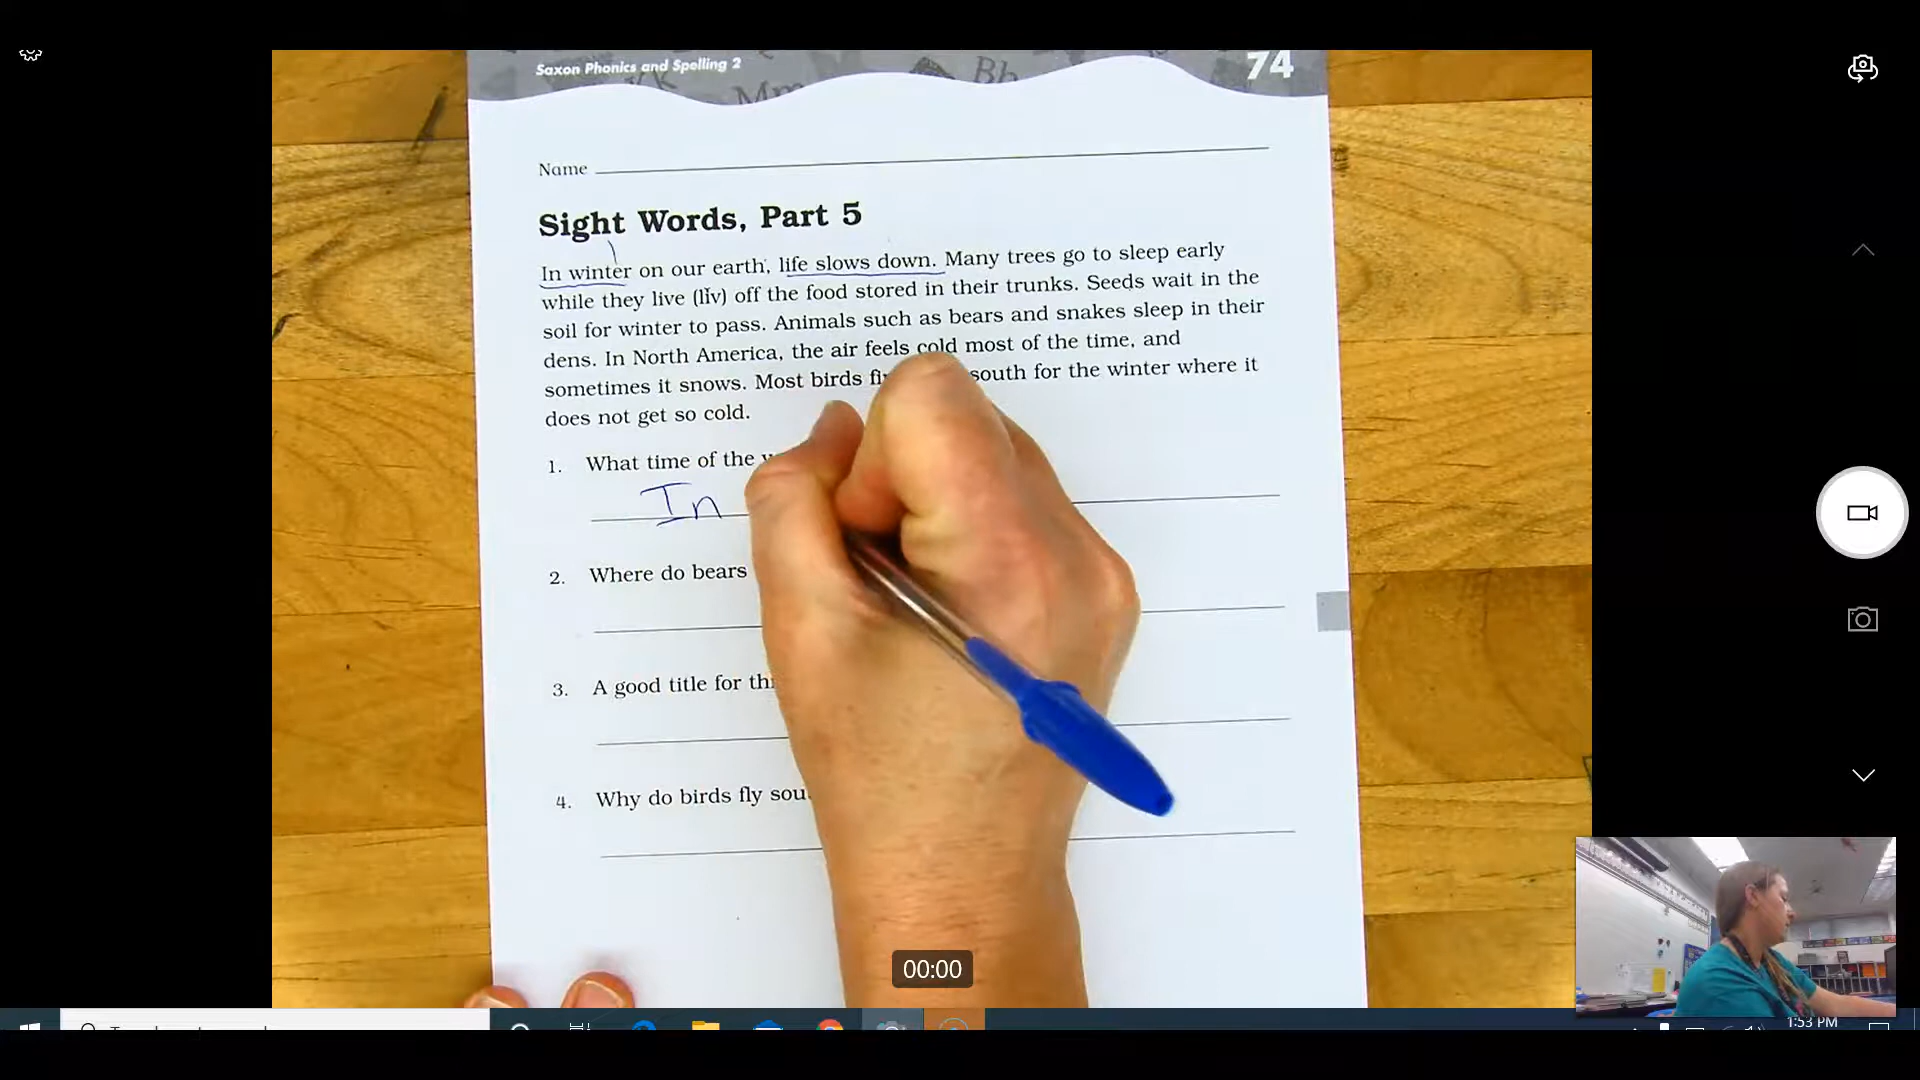 Saxon Phonics and Spelling 2
74
Bb
Mm
Name
Sight Words, Part 5
In winter on our earth, life slows down. Many trees go to sleep early
while they live (lĭv) off the food stored in their trunks. Seeds wait in the
soil for winter to pass. Animals such as bears and snakes sleep in their
dens. In North America, the air feels cold most of the time, and
sometimes it snows. Most birds south for the winter where it
does not get so cold.
1. What time of the
In
2. Where do bears
3. A good title for
4. Why do birds fly
00:00
1:53 PM